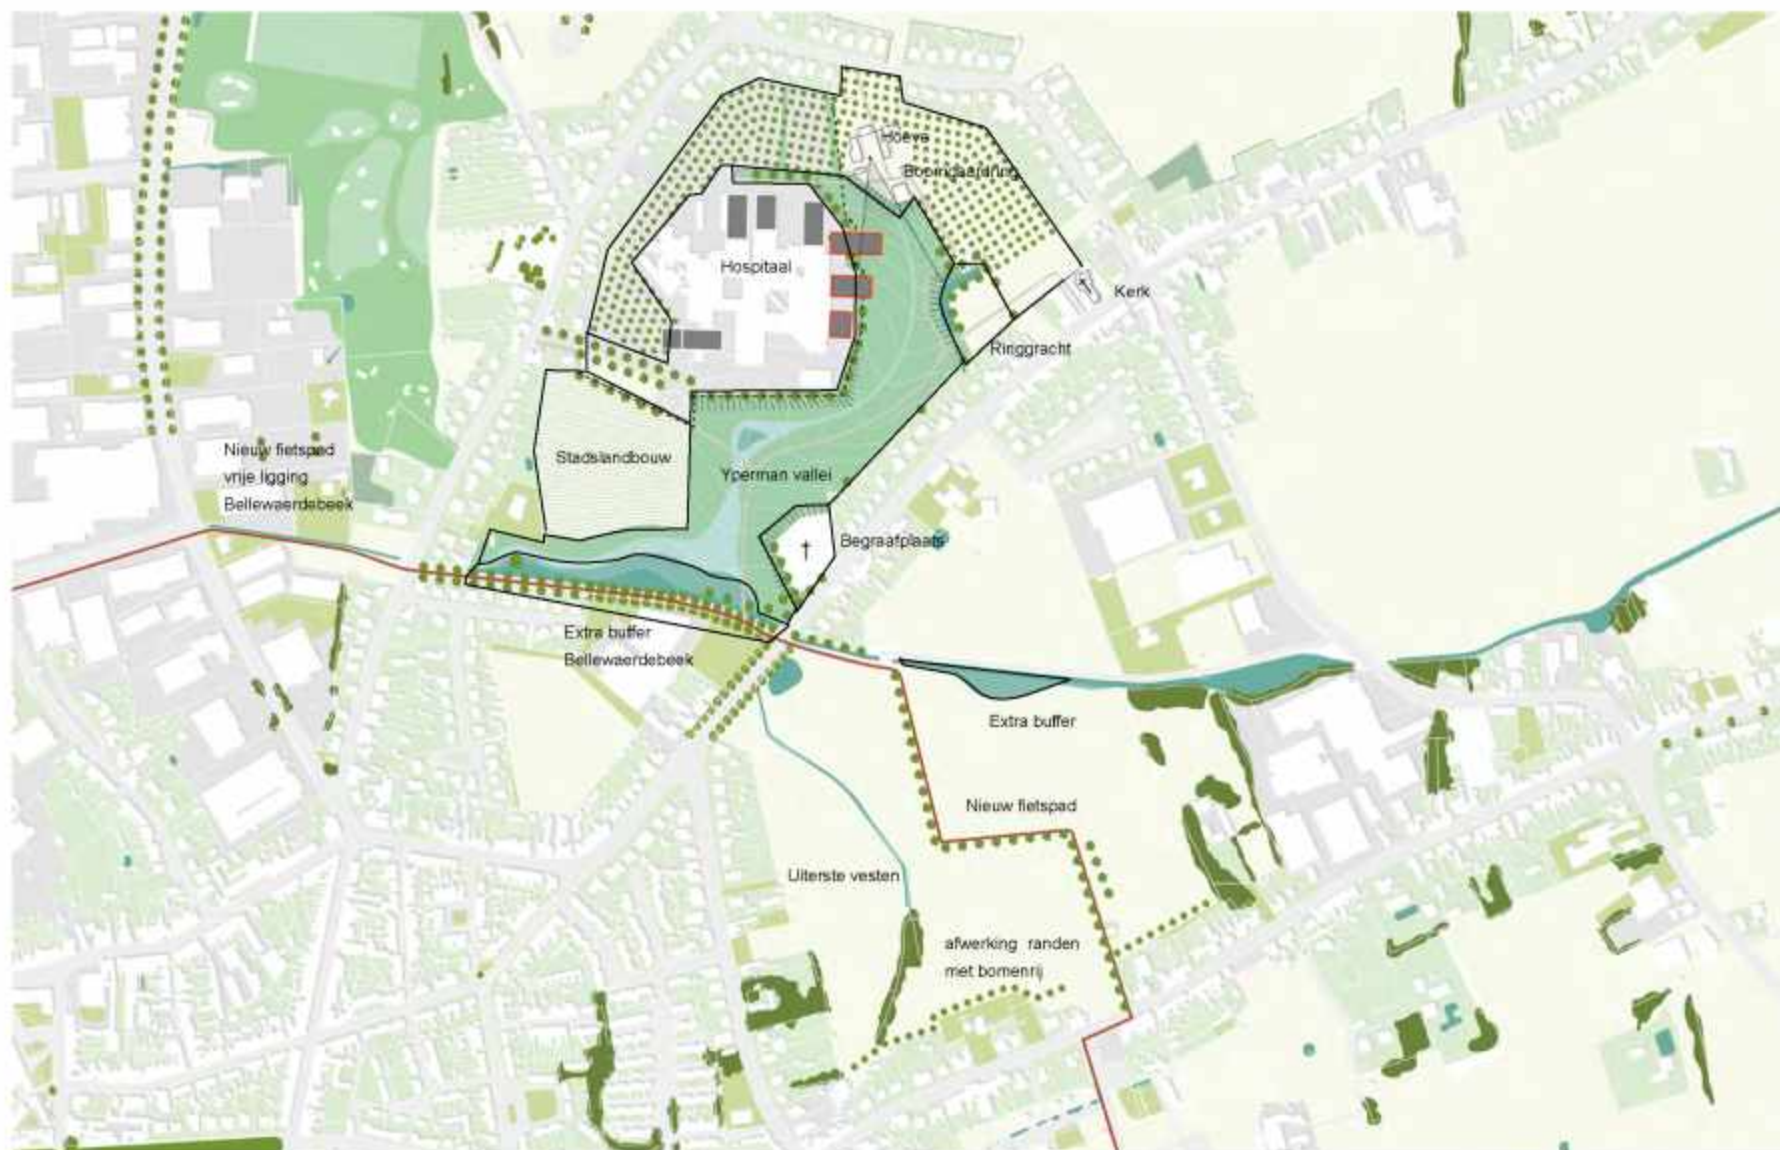 Hoeve
Boomgaardring
Hospitaal
Kerk
Ringgracht
Nieuw fietspad
vrije ligging
Bellewaerdebeek
Stadslandbouw
Yperman vallei
Begraafplaats
Extra buffer
Bellewaerdebeek
Extra buffer
Nieuw fietspad
Uiterste vesten
afwerking randen
met bomenrij